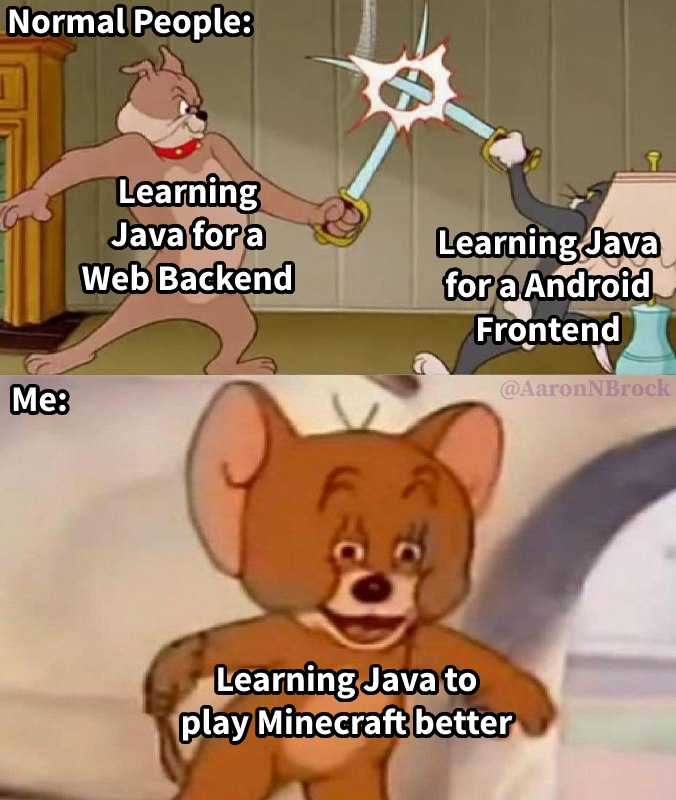 Normal People:
Learning
Java for a
Web Backend
Learning Java
for a Android
Frontend
@AaronNBrock
Me:
Learning Java to
play Minecraft better